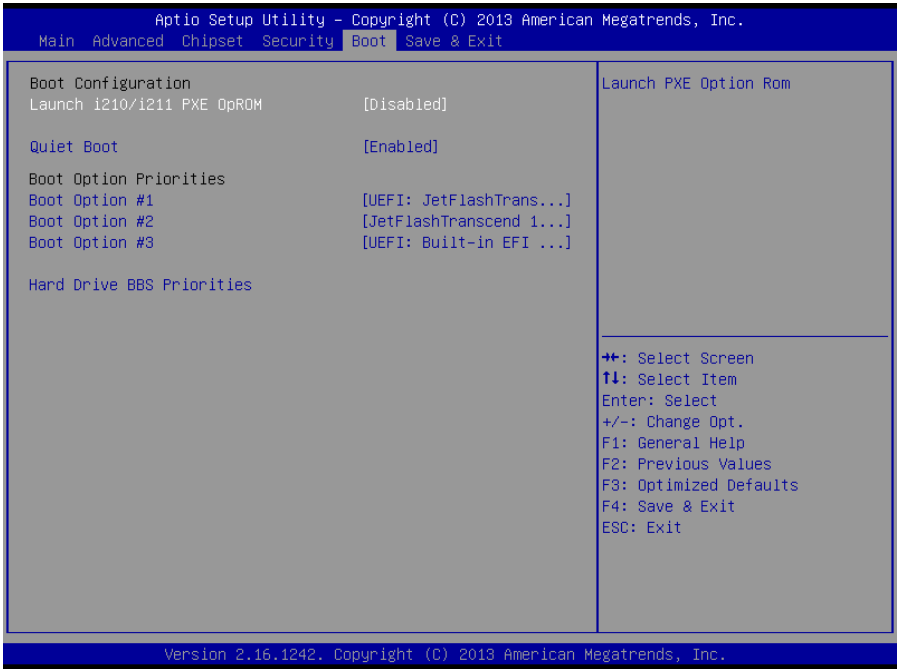 Aptio Setup Utility – Copyright (C) 2013 American Megatrends, Inc.
Main Advanced Chipset Security Boot Save & Exit
Boot Configuration
Launch i210/i211 PXE OpROM [Disabled]
Quiet Boot [Enabled]
Boot Option Priorities
Boot Option #1 [UEFI: JetFlashTrans...]
Boot Option #2 [JetFlashTranscend 1...]
Boot Option #3 [UEFI: Built-in EFI ...]
Hard Drive BBS Priorities
Launch PXE Option Rom
→←: Select Screen
↑↓: Select Item
Enter: Select
+/-: Change Opt.
F1: General Help
F2: Previous Values
F3: Optimized Defaults
F4: Save & Exit
ESC: Exit
Version 2.16.1242. Copyright (C) 2013 American Megatrends, Inc.